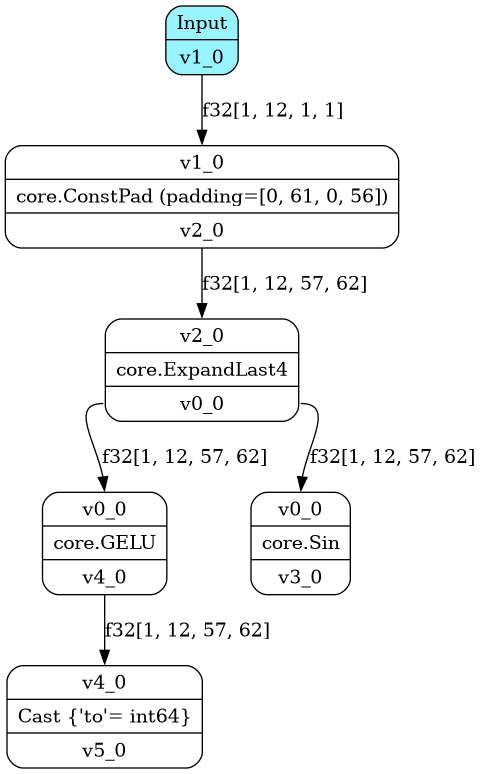 Input
v1_0
f32[1, 12, 1, 1]
v1_0
core.ConstPad (padding=[0, 61, 0, 56])
v2_0
f32[1, 12, 57, 62]
v2_0
core.ExpandLast4
v0_0
f32[1, 12, 57, 62]
f32[1, 12, 57, 62]
v0_0
core.GELU
v4_0
v0_0
core.Sin
v3_0
f32[1, 12, 57, 62]
v4_0
Cast {'to'= int64}
v5_0